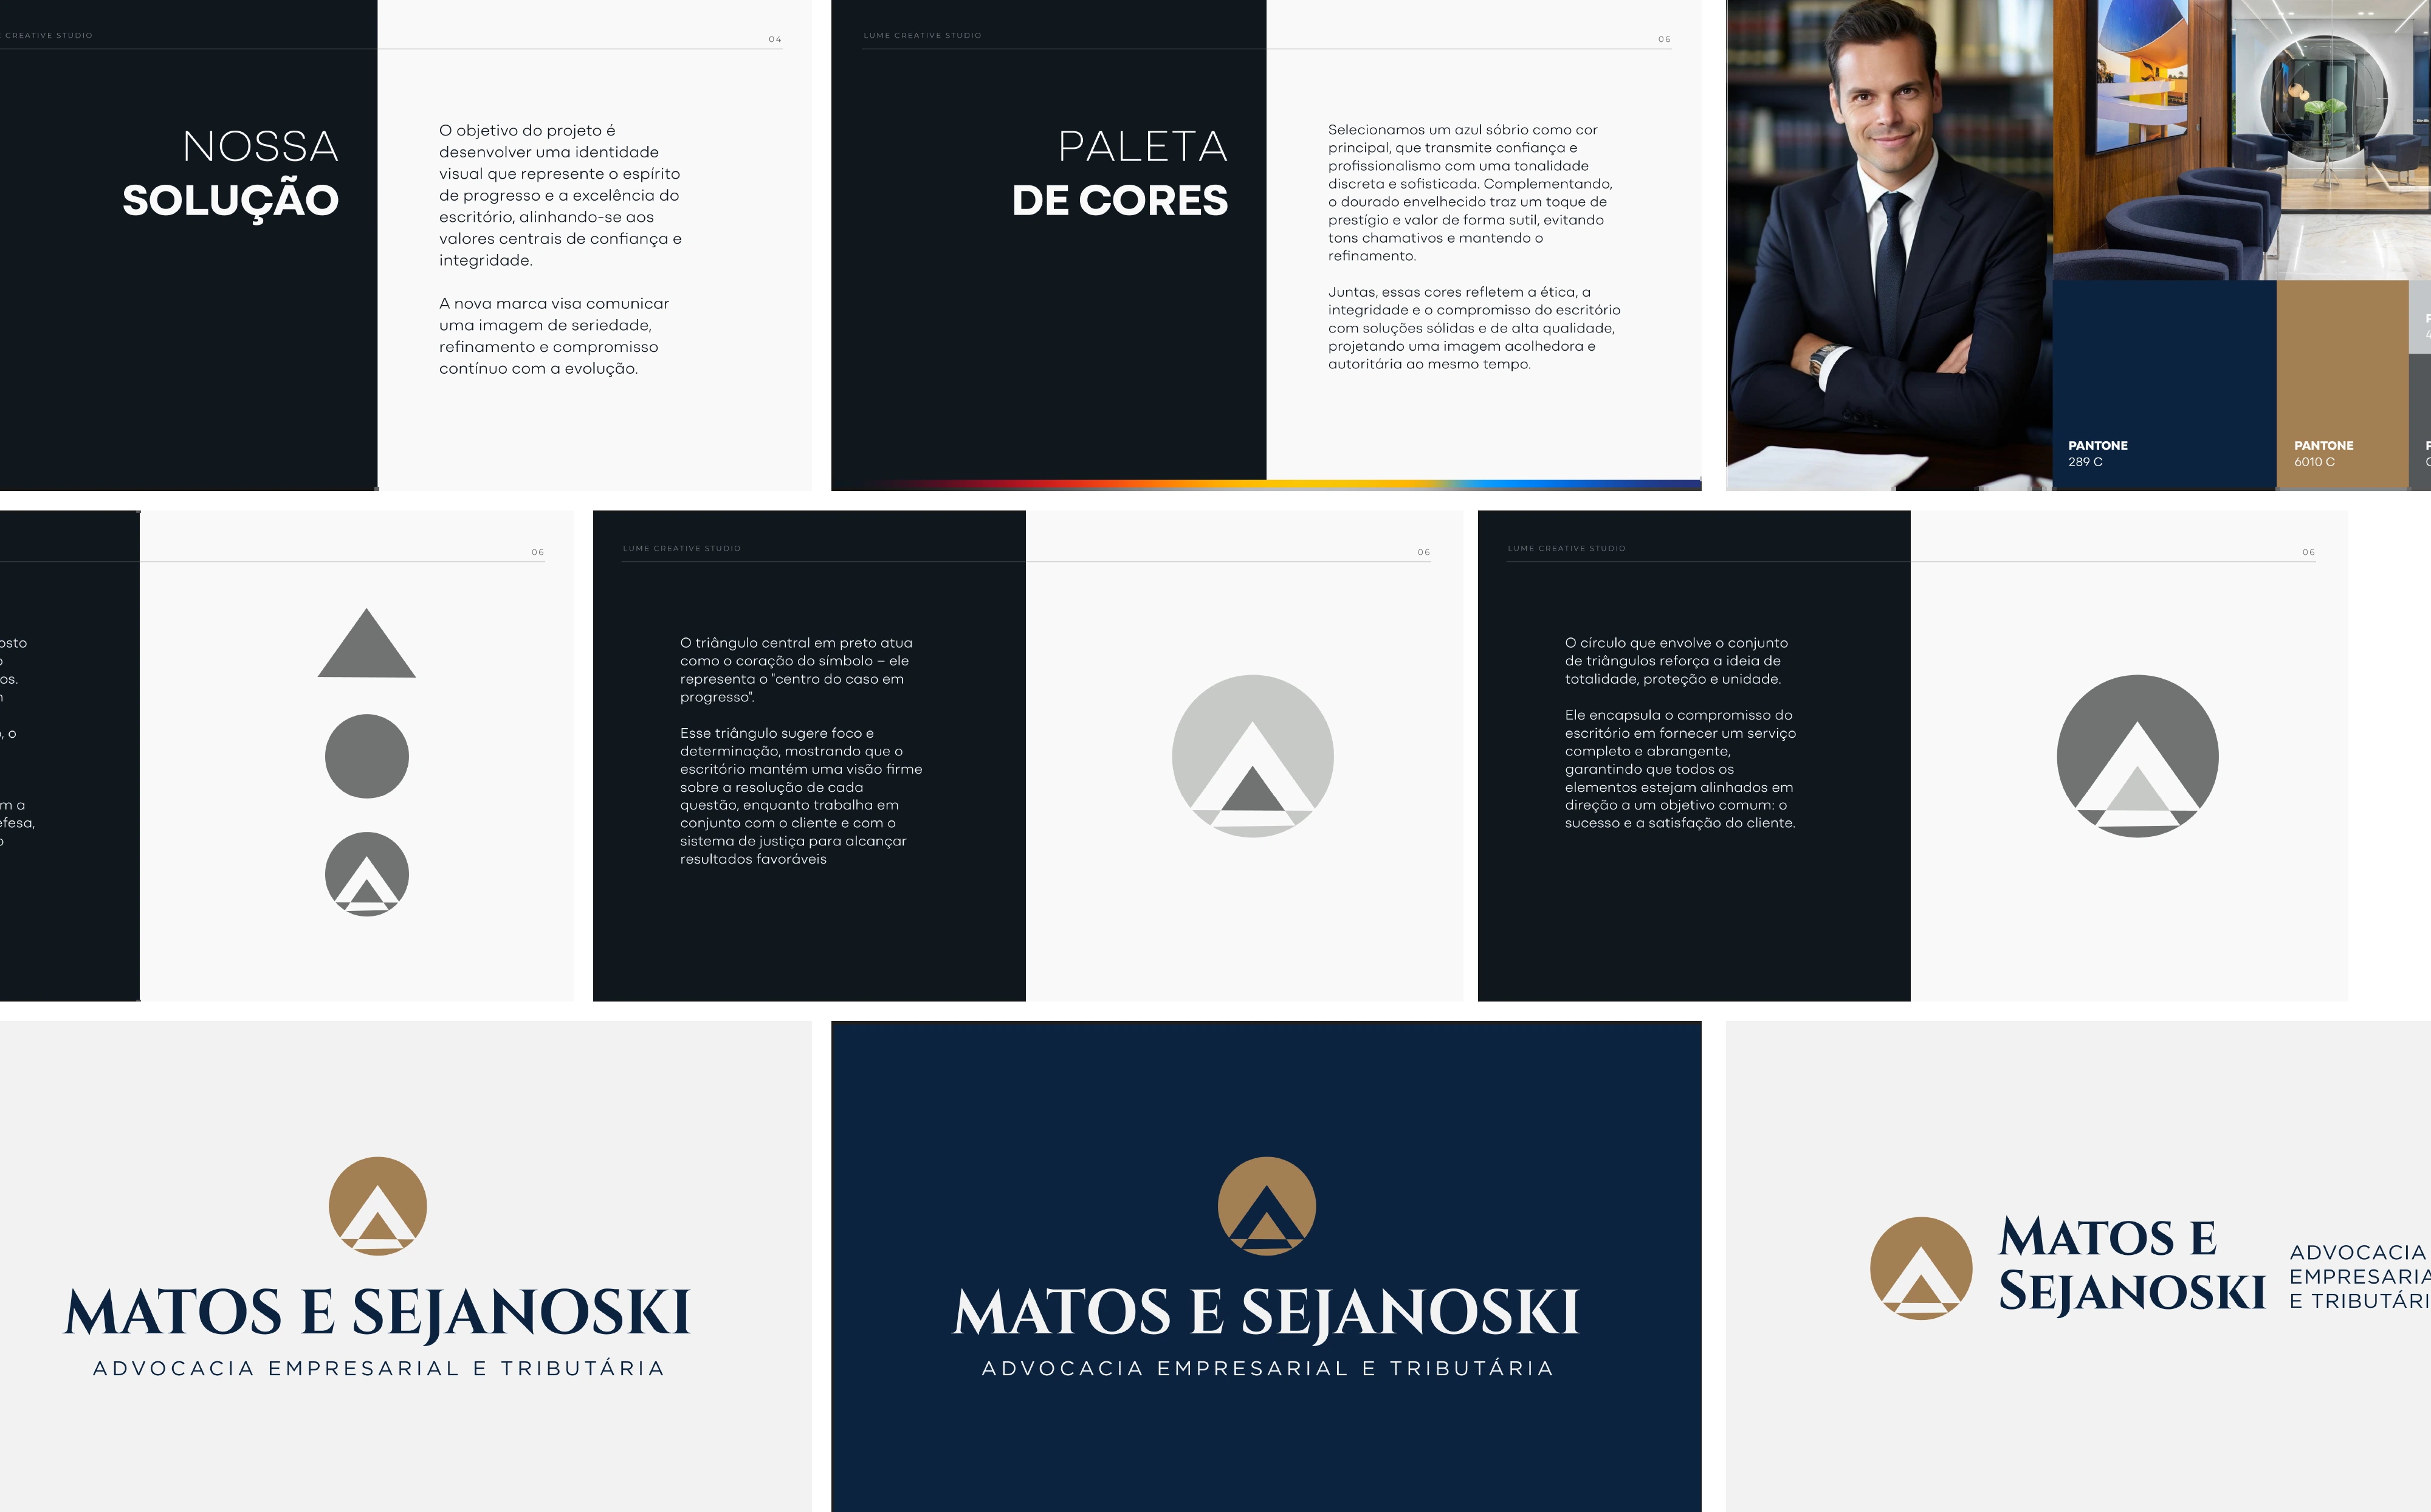 CREATIVE STUDIO
04
NOSSA
SOLUÇÃO
O objetivo do projeto é
desenvolver uma identidade
visual que represente o espírito
de progresso e a excelência do
escritório, alinhando-se aos
valores centrais de confiança e
integridade.
A nova marca visa comunicar
uma imagem de seriedade,
refinamento e compromisso
contínuo com a evolução.
LUME CREATIVE STUDIO
06
PALETA
DE CORES
Selecionamos um azul sóbrio como cor
principal, que transmite confiança e
profissionalismo com uma tonalidade
discreta e sofisticada. Complementando,
o dourado envelhecido traz um toque de
prestígio e valor de forma sutil, evitando
tons chamativos e mantendo o
refinamento.
Juntas, essas cores refletem a ética, a
integridade e o compromisso do escritório
com soluções sólidas e de alta qualidade,
projetando uma imagem acolhedora e
autoritária ao mesmo tempo.
PANTONE
289 C
PANTONE
6010 C
06
LUME CREATIVE STUDIO
06
O triângulo central em preto atua
como o coração do símbolo – ele
representa o "centro do caso em
progresso".
Esse triângulo sugere foco e
determinação, mostrando que o
escritório mantém uma visão firme
sobre a resolução de cada
questão, enquanto trabalha em
conjunto com o cliente e com o
sistema de justiça para alcançar
resultados favoráveis
LUME CREATIVE STUDIO
06
O círculo que envolve o conjunto
de triângulos reforça a ideia de
totalidade, proteção e unidade.
Ele encapsula o compromisso do
escritório em fornecer um serviço
completo e abrangente,
garantindo que todos os
elementos estejam alinhados em
direção a um objetivo comum: o
sucesso e a satisfação do cliente.
MATOS E SEJANOSKI
ADVOCACIA EMPRESARIAL E TRIBUTÁRIA
MATOS E SEJANOSKI
ADVOCACIA EMPRESARIAL E TRIBUTÁRIA
MATOS E
SEJANOSKI
ADVOCACIA